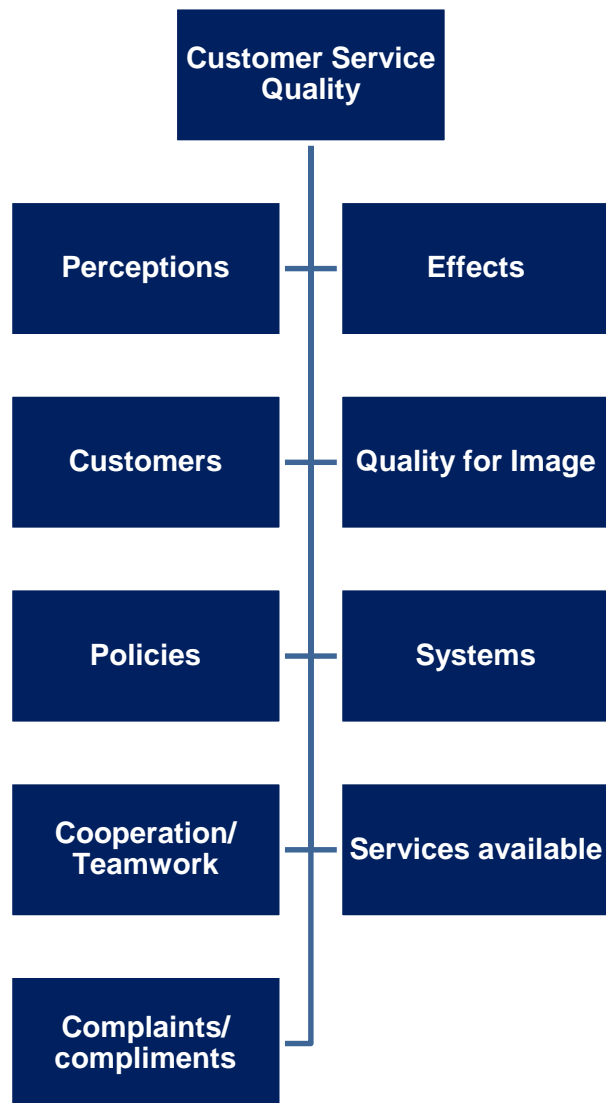 Customer Service
Quality
Perceptions
Effects
Customers
Quality for Image
Policies
Systems
Cooperation/
Teamwork
Services available
Complaints/
compliments